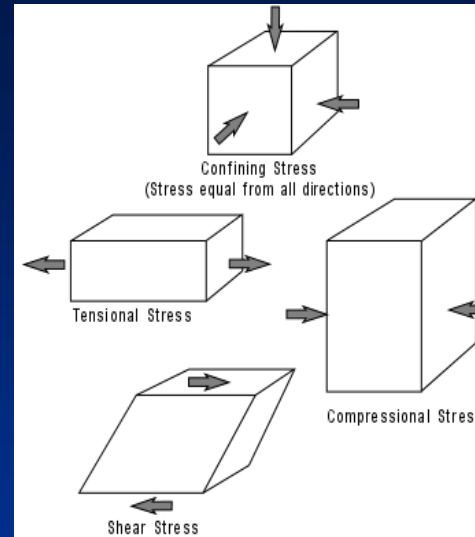 Confining Stress
(Stress equal from all directions)
Tensional Stress
Compressional Stres
Shear Stress